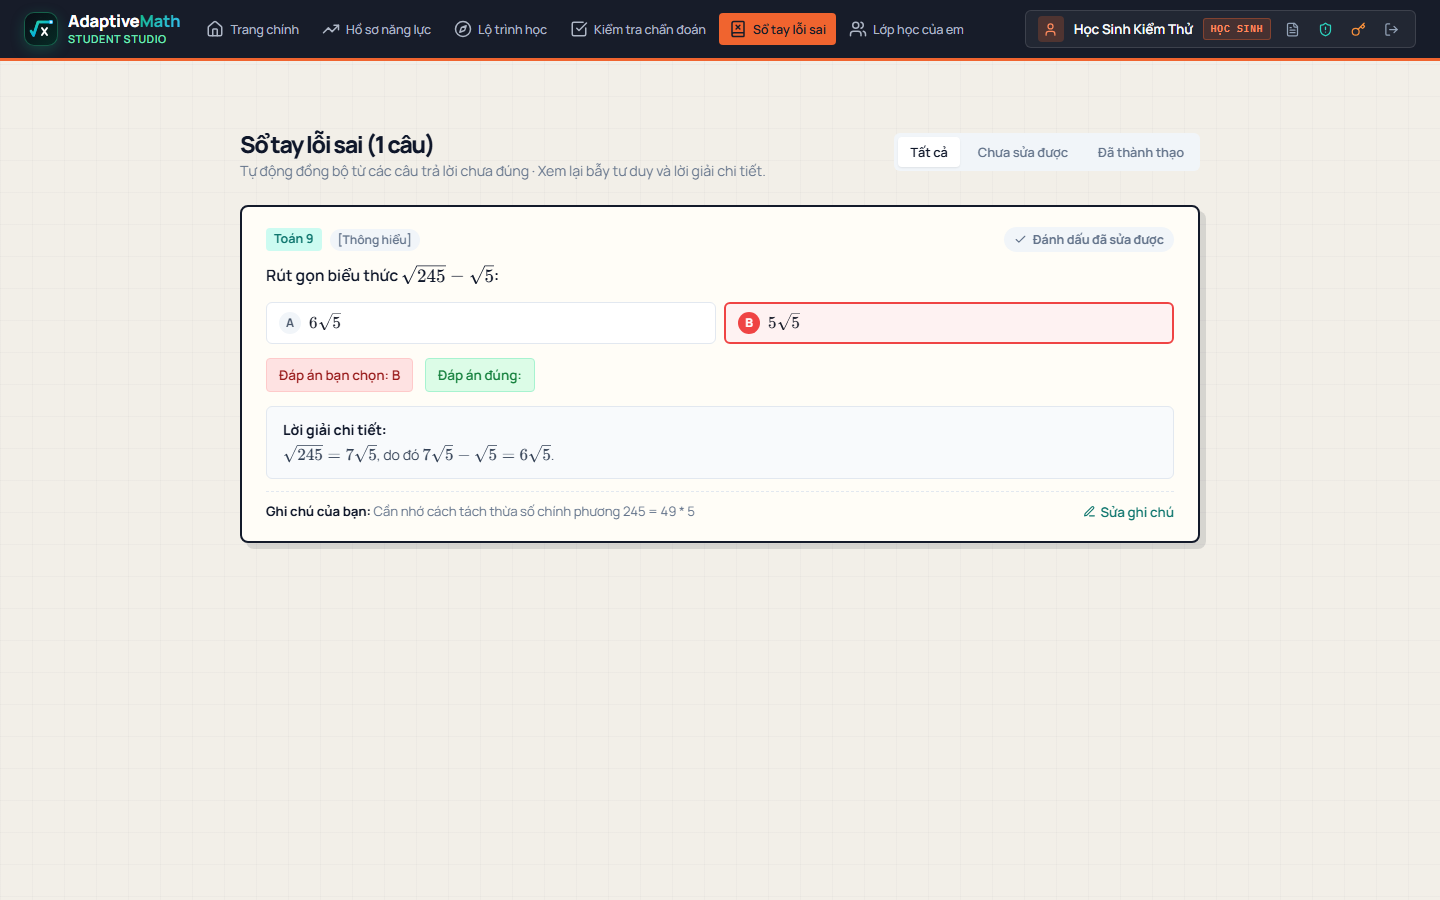 AdaptiveMath
STUDENT STUDIO
Trang chính
Hồ sơ năng lực
Lộ trình học
Kiểm tra chẩn đoán
Sổ tay lỗi sai
Lớp học của em
Học Sinh Kiểm Thử
HỌC SINH
Sổ tay lỗi sai (1 câu)
Tự động đồng bộ từ các câu trả lời chưa đúng · Xem lại bẫy tư duy và lời giải chi tiết.
Tất cả
Chưa sửa được
Đã thành thạo
Toán 9
[Thông hiểu]
Đánh dấu đã sửa được
Rút gọn biểu thức √245 − √5:
A 6√5
B 5√5
Đáp án bạn chọn: B
Đáp án đúng:
Lời giải chi tiết:
√245 = 7√5, do đó 7√5 − √5 = 6√5.
Ghi chú của bạn: Cần nhớ cách tách thừa số chính phương 245 = 49 * 5
Sửa ghi chú